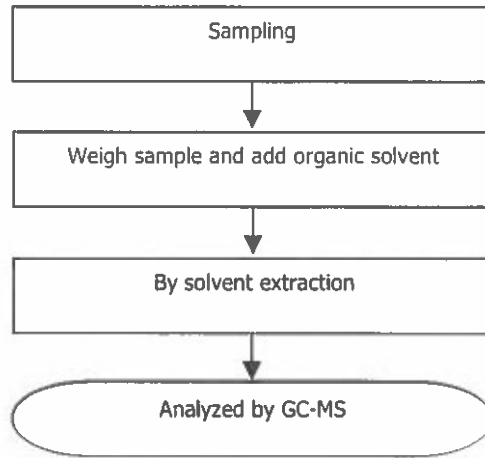 Sampling
Weigh sample and add organic solvent
By solvent extraction
Analyzed by GC-MS